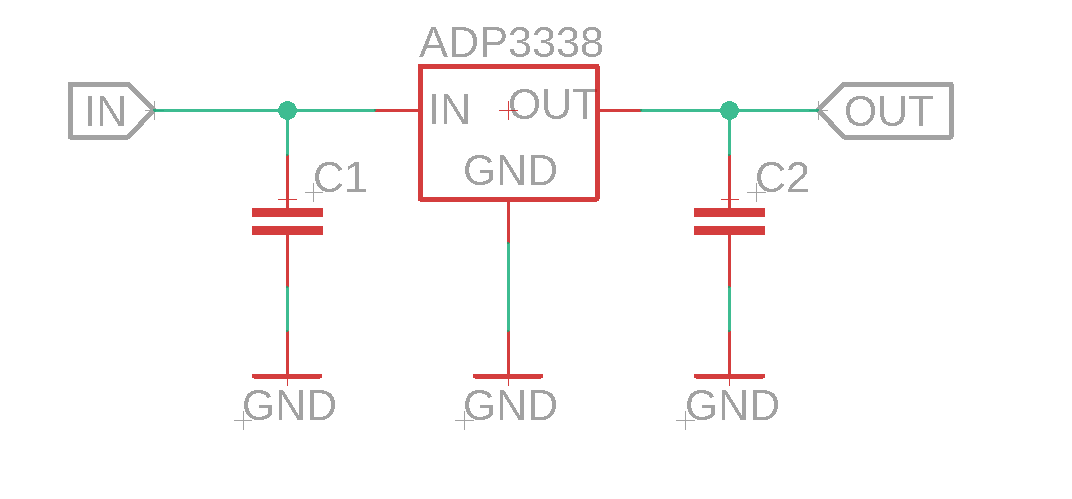 ADP3338
IN
IN
OUT
OUT
GND
C1
C2
GND
GND
GND